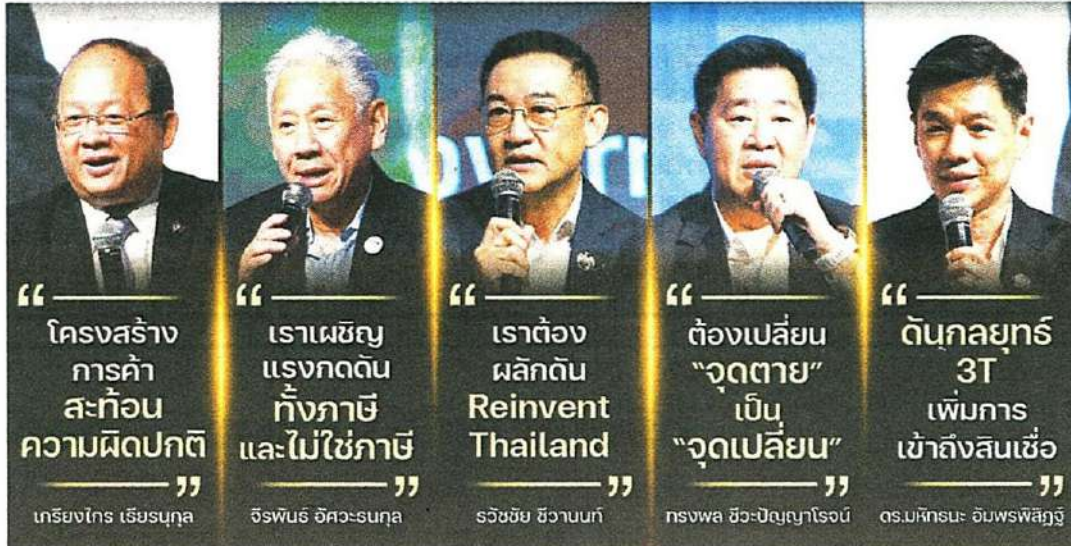 “
โครงสร้าง
การค้า
สะท้อน
ความผิดปกติ
”
เกรียงไกร เธียรนุกุล
“
เราเผชิญ
แรงกดดัน
ทั้งภาษี
และไม่ใช่ภาษี
”
จิรพันธ์ อัศวะธนกุล
“
เราต้อง
ผลักดัน
Reinvent
Thailand
”
ธวัชชัย ชีวานนท์
“
ต้องเปลี่ยน
“จุดตาย”
เป็น
“จุดเปลี่ยน”
”
ทรงพล ชีวะปัญญาโรจน์
“
ดันกลยุทธ์
3T
เพิ่มการ
เข้าถึงสินเชื่อ
”
ดร.มหัทธนะ อัมพรพิสิฏฐ์